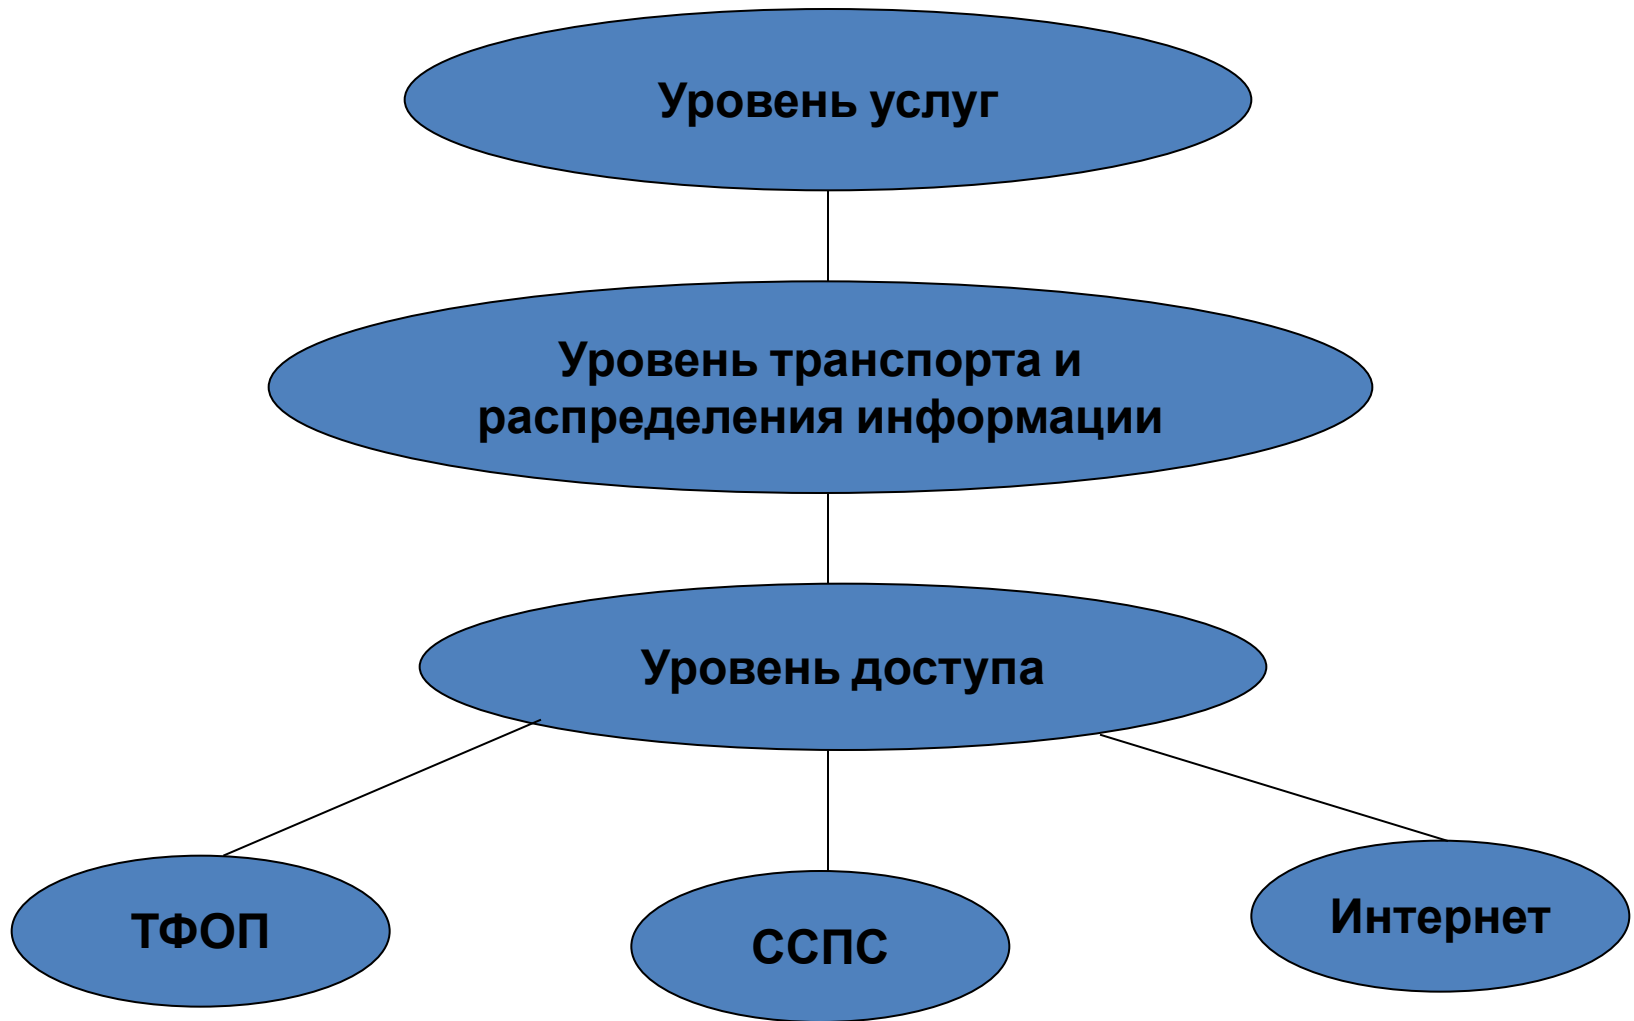 Уровень услуг
Уровень транспорта и
распределения информации
Уровень доступа
ТФОП
ССПС
Интернет